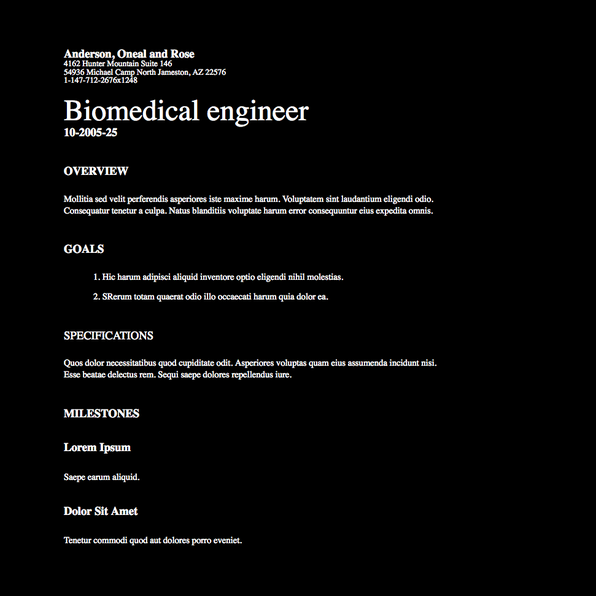 Anderson, Oneal and Rose
4162 Hunter Mountain Suite 146
54936 Michael Camp North Jameston, AZ 22576
1-147-712-2676x1248
Biomedical engineer
10-2005-25
OVERVIEW
Mollitia sed velit perferendis asperiores iste maxime harum. Voluptatem sint laudantium eligendi odio.
Consequatur tenetur a culpa. Natus blanditiis voluptate harum error consequuntur eius expedita omnis.
GOALS
1. Hic harum adipisci aliquid inventore optio eligendi nihil molestias.
2. SRerum totam quaerat odio illo occaecati harum quia dolor ea.
SPECIFICATIONS
Quos dolor necessitatibus quod cupiditate odit. Asperiores voluptas quam eius assumenda incidunt nisi.
Esse beatae delectus rem. Sequi saepe dolores repellendus iure.
MILESTONES
Lorem Ipsum
Saepe earum aliquid.
Dolor Sit Amet
Tenetur commodi quod aut dolores porro eveniet.